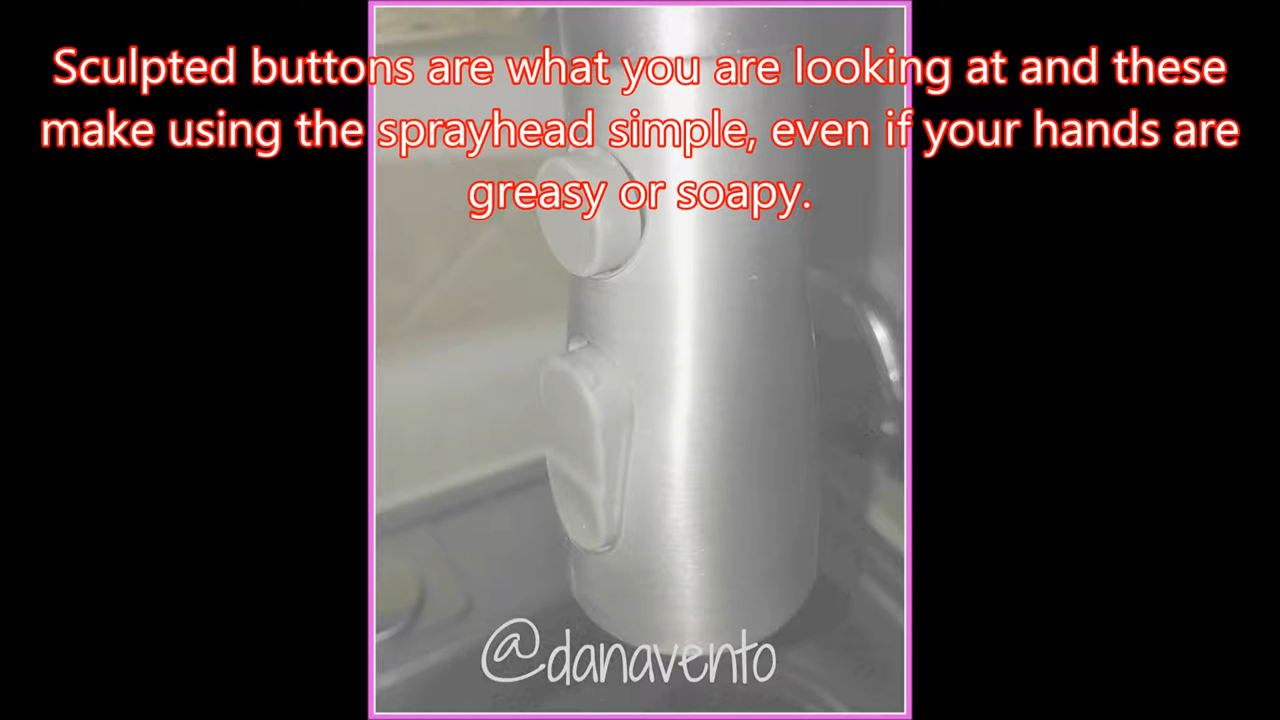 Sculpted buttons are what you are looking at and these
make using the sprayhead simple, even if your hands are
greasy or soapy.
@danavento